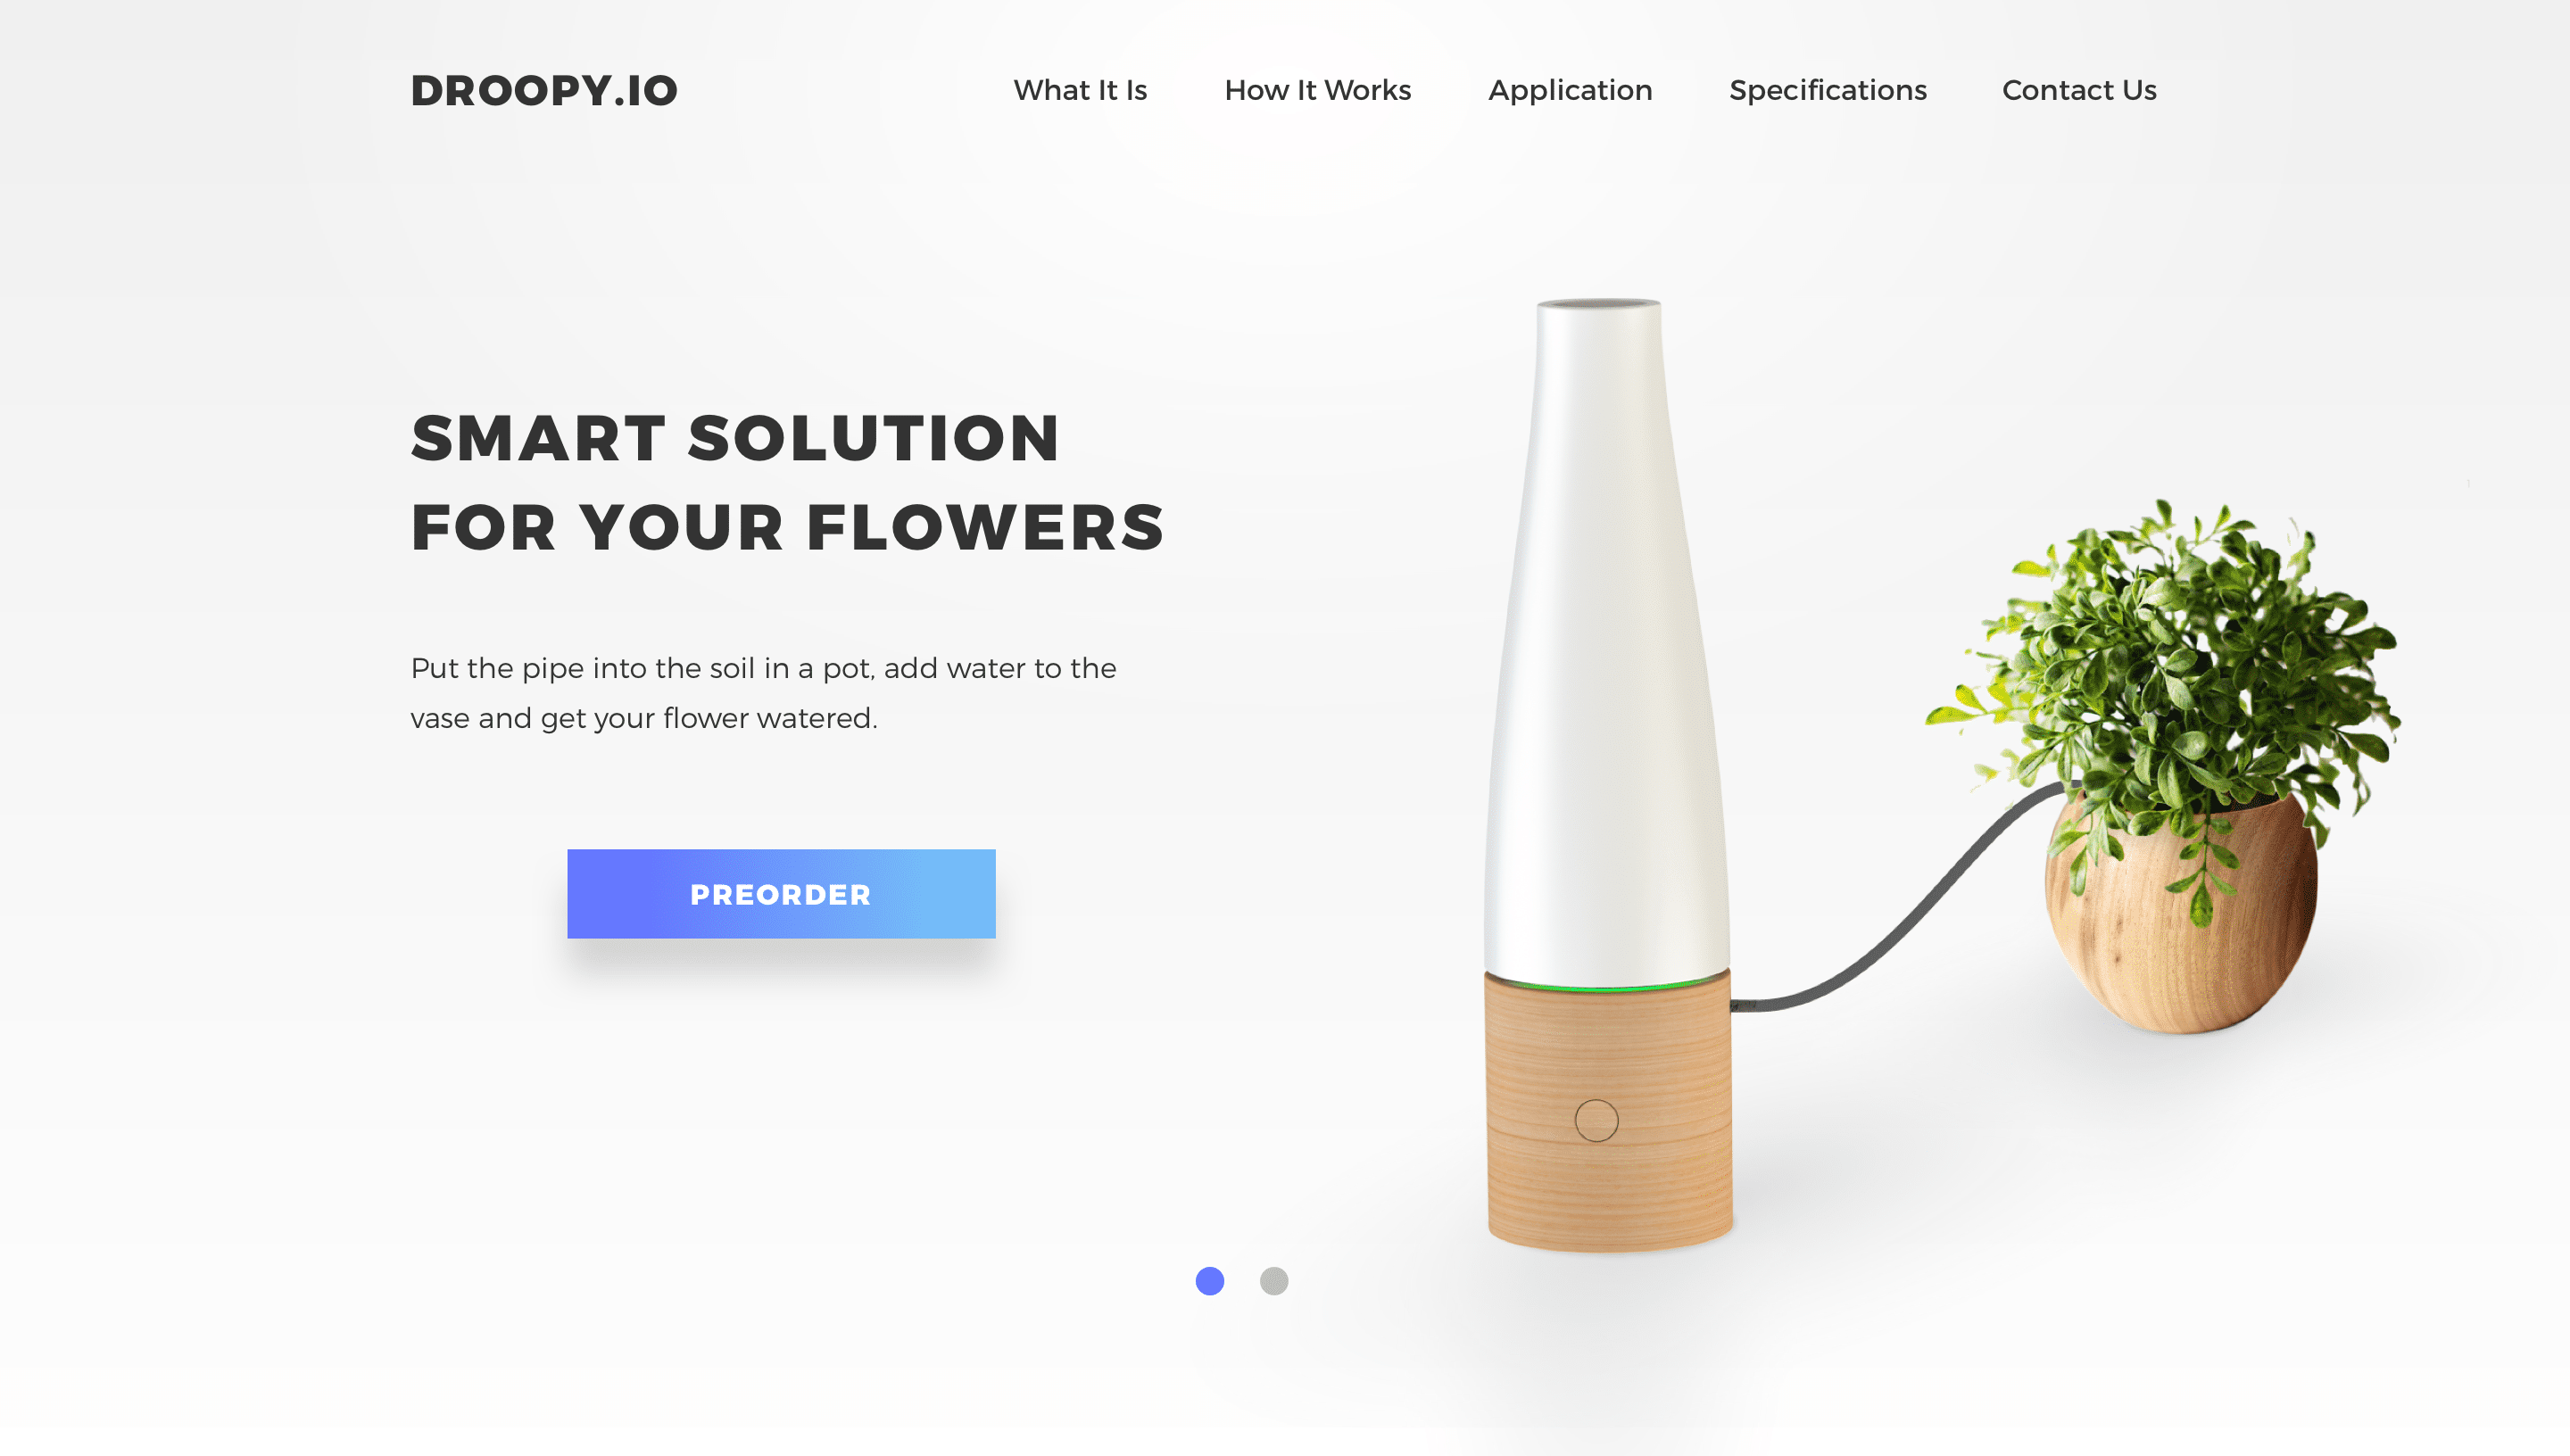 DROOPY.IO
What It Is
How It Works
Application
Specifications
Contact Us
SMART SOLUTION
FOR YOUR FLOWERS
Put the pipe into the soil in a pot, add water to the
vase and get your flower watered.
PREORDER